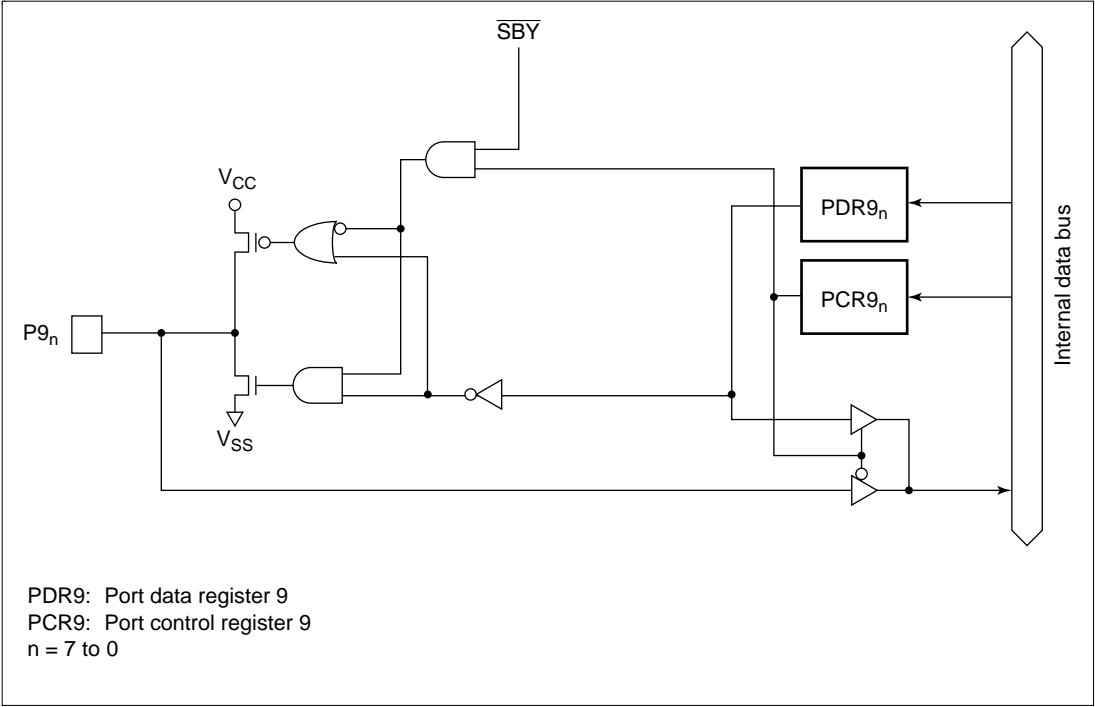 SBY
VCC
PDR9n
PCR9n
Internal data bus
P9n
VSS
PDR9: Port data register 9
PCR9: Port control register 9
n = 7 to 0